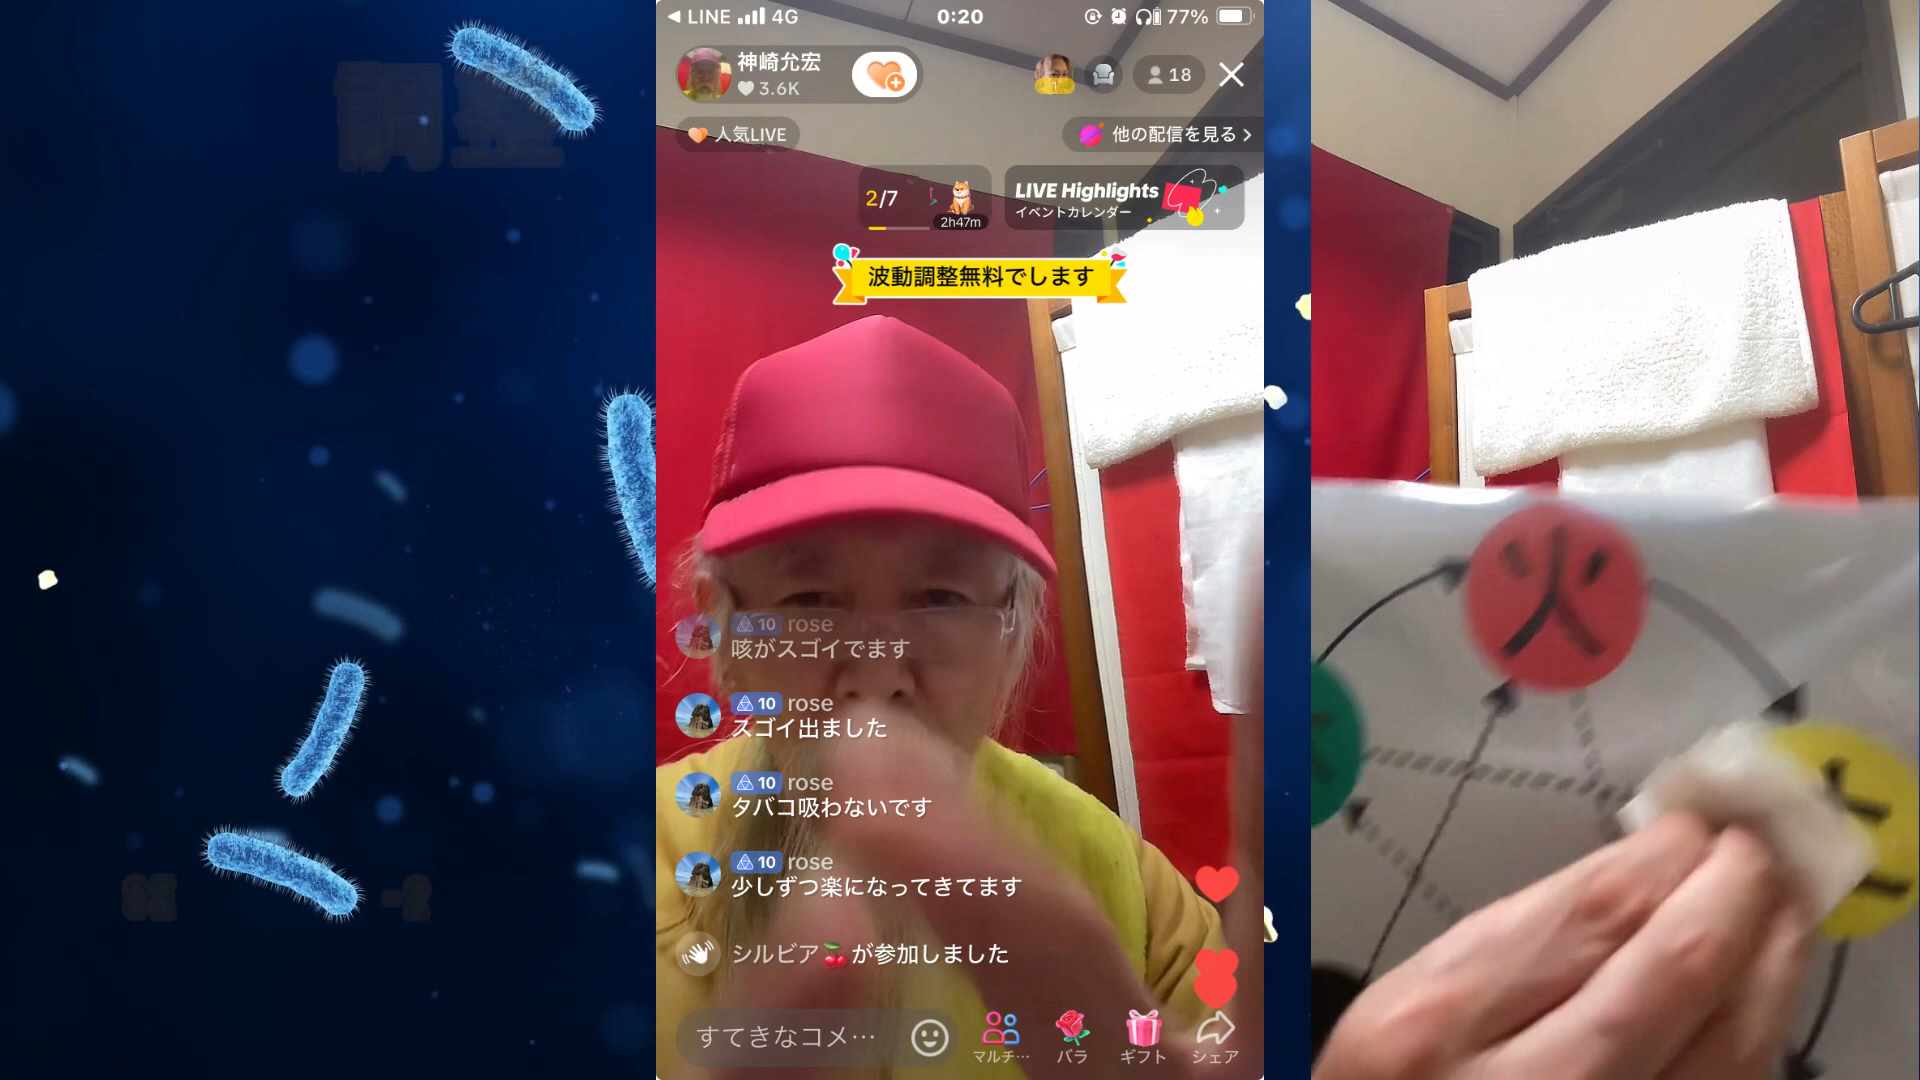 調整
LINE 4G
0:20
77%
神崎允宏
3.6K
1
18
人気LIVE
他の配信を見る
2/7
2h47m
LIVE Highlights
イベントカレンダー
波動調整無料でします
10 rose
咳がスゴイでます
10 rose
スゴイ出ました
10 rose
タバコ吸わないです
10 rose
少しずつ楽になってきてます
シルビア🍒が参加しました
すてきなコメ…
マルチ…
バラ
ギフト
シェア
火
土